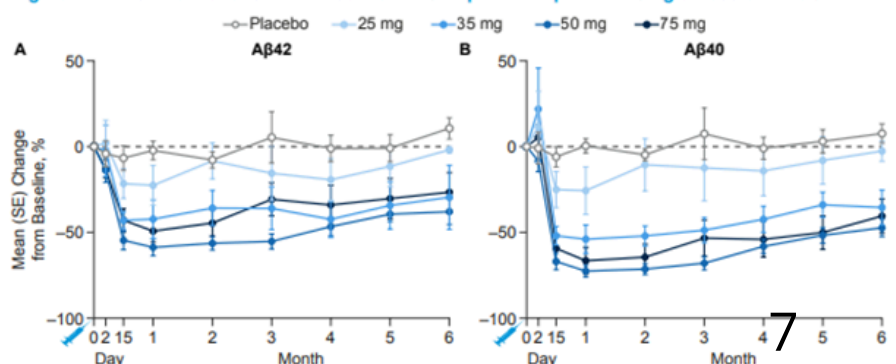 Placebo 25 mg 35 mg 50 mg 75 mg
A Aβ42 B Aβ40
50 50
0 0
−50 −50
−100 −100
Mean (SE) Change
from Baseline, %
0 2 15 1 2 3 4 5 6 0 2 15 1 2 3 4 5 6
7
Day Month Day Month